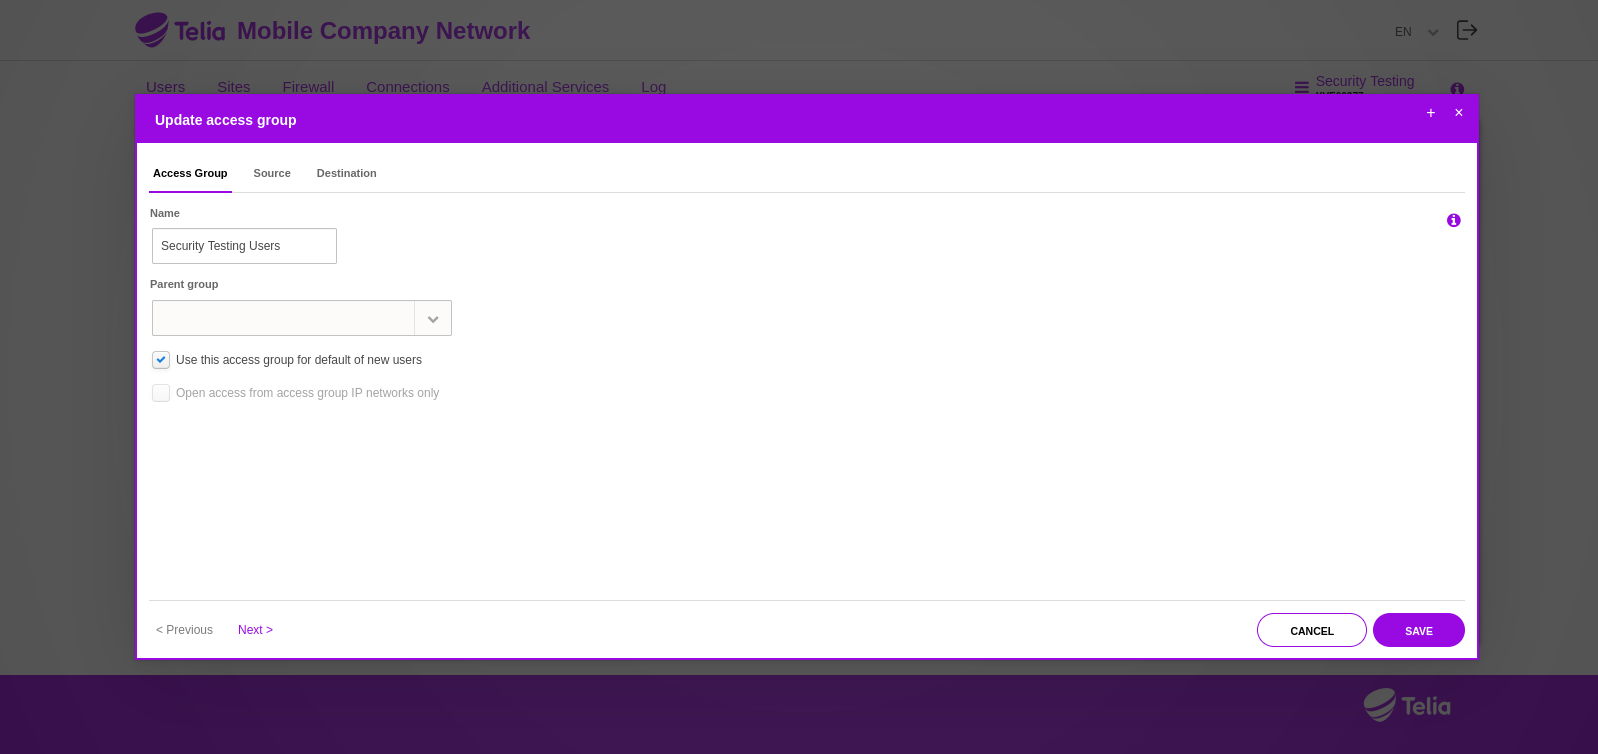 Telia Mobile Company Network
EN
Users Sites Firewall Connections Additional Services Log
Security Testing
Update access group
+ ×
Access Group Source Destination
Name
Security Testing Users
Parent group
Use this access group for default of new users
Open access from access group IP networks only
< Previous Next >
CANCEL SAVE
Telia